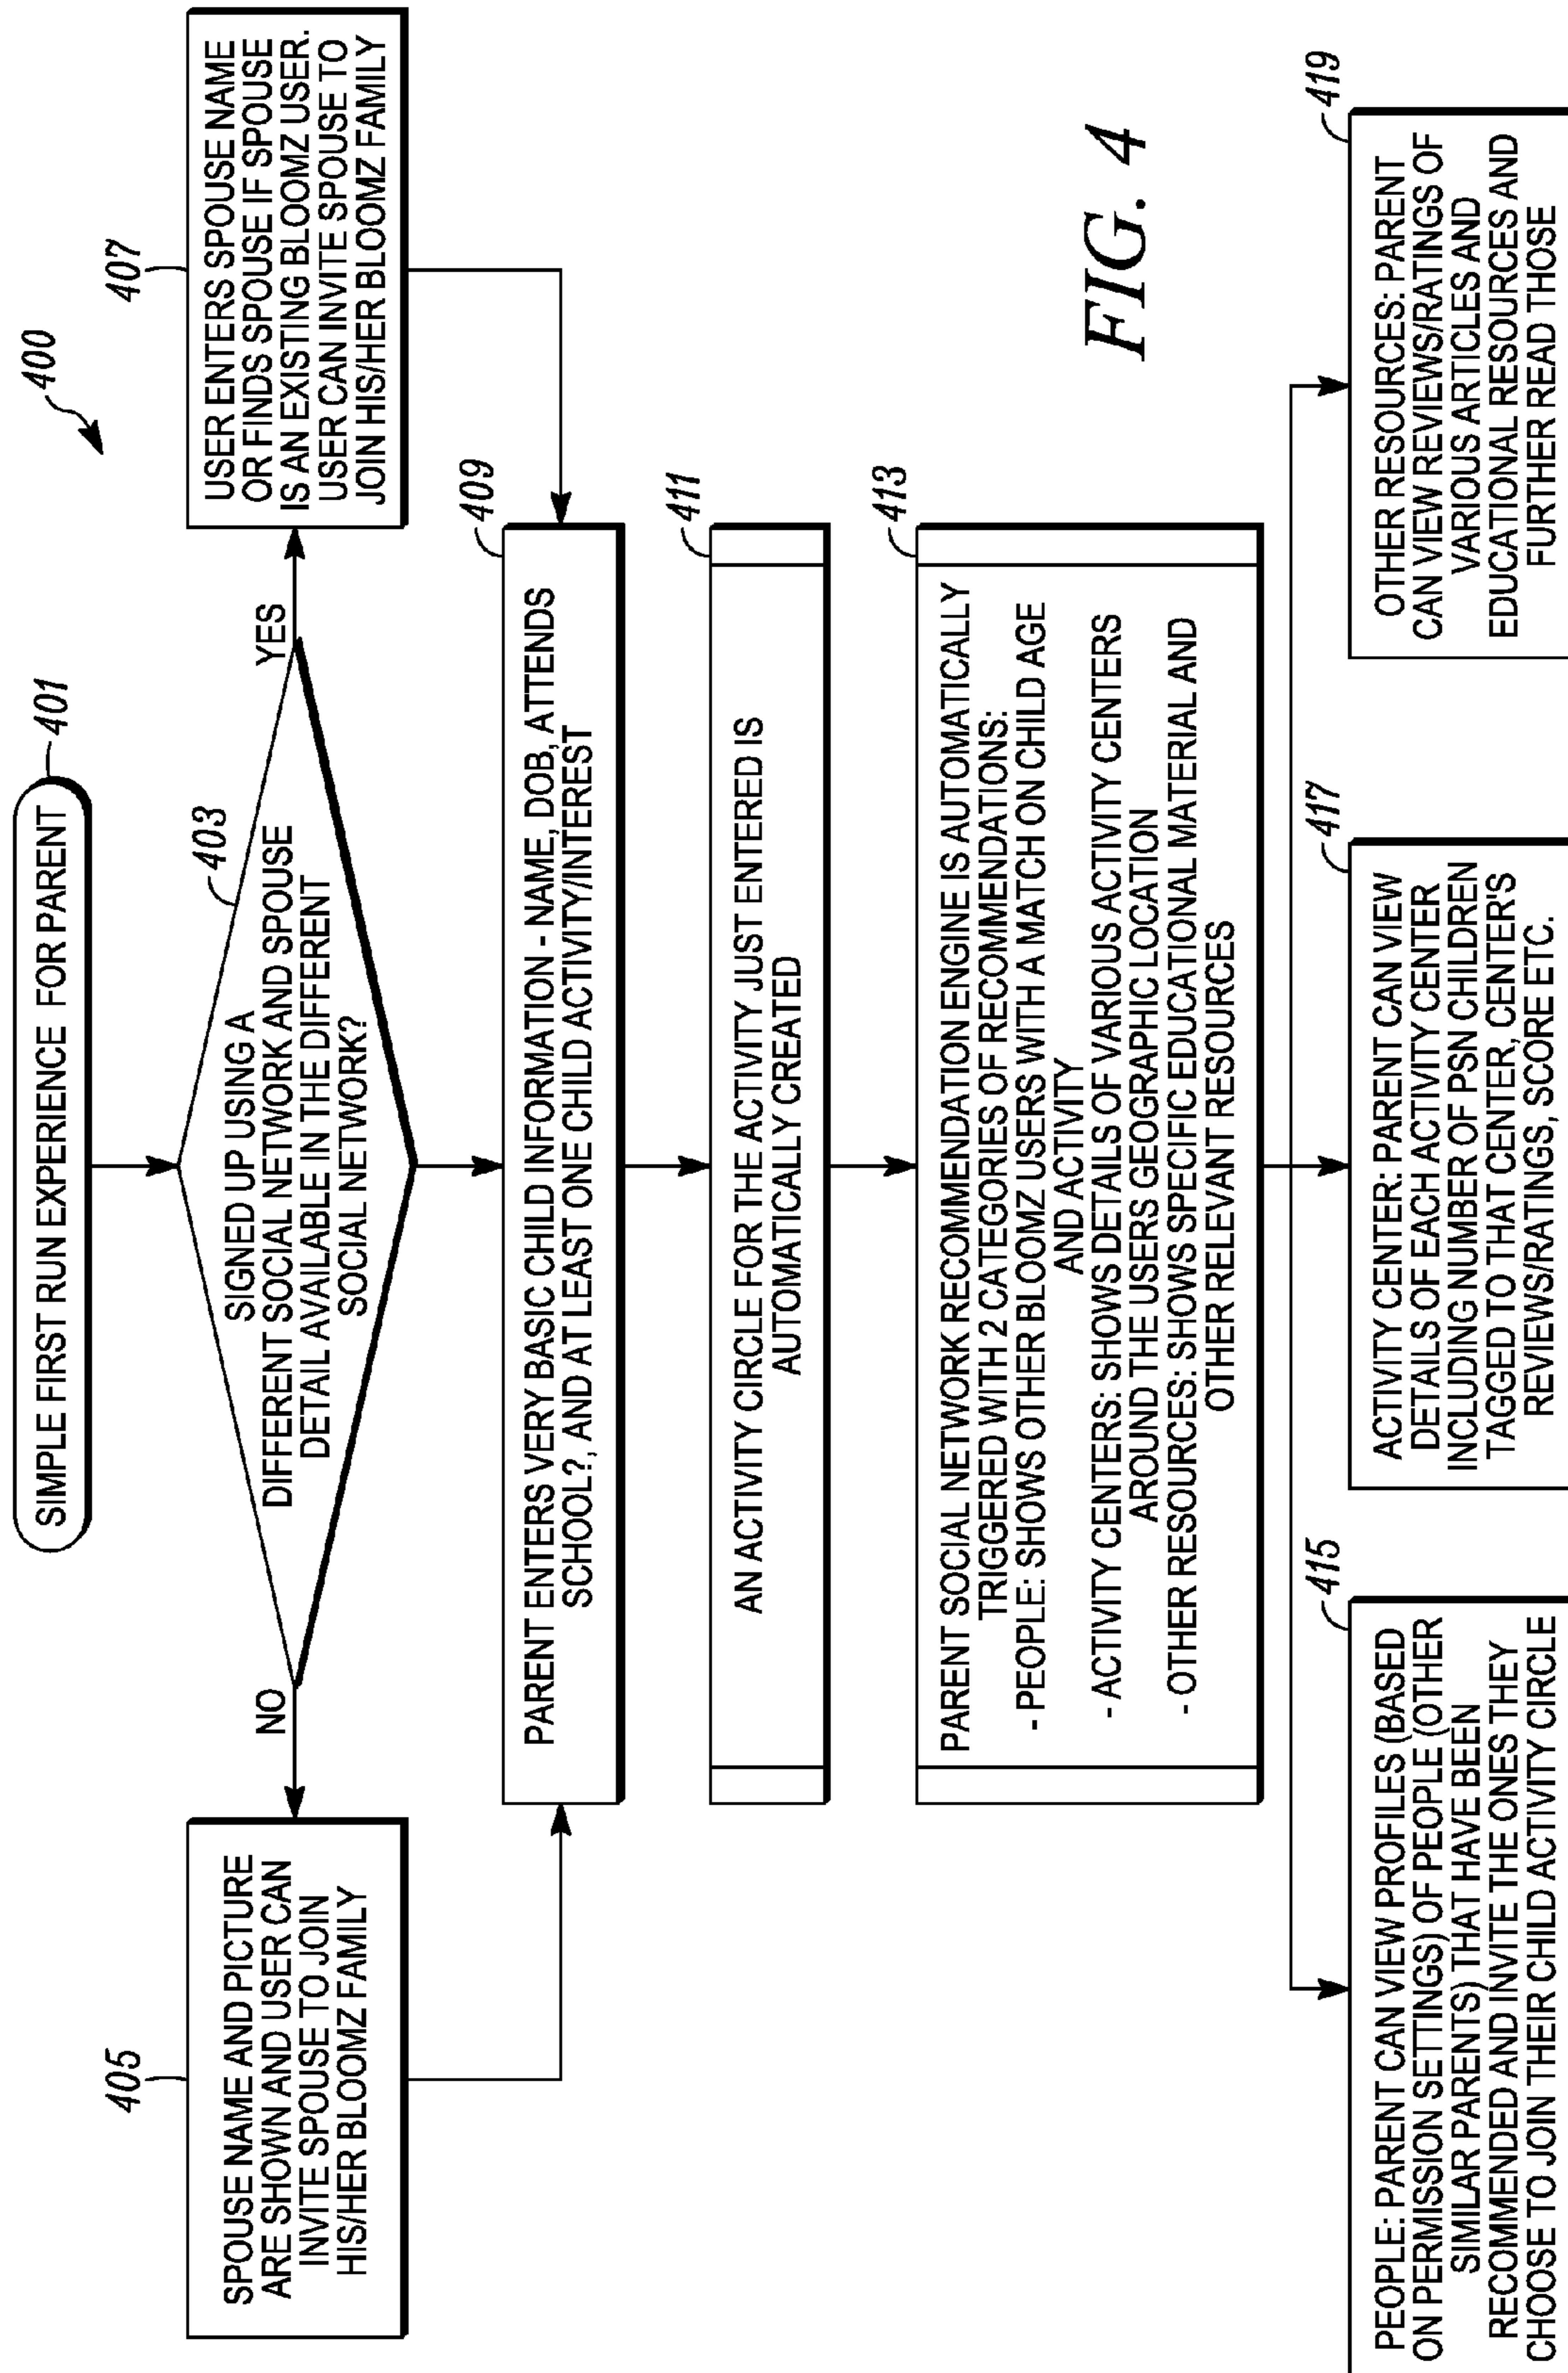 400
SIMPLE FIRST RUN EXPERIENCE FOR PARENT
401
SIGNED UP USING A
DIFFERENT SOCIAL NETWORK AND SPOUSE
DETAIL AVAILABLE IN THE DIFFERENT
SOCIAL NETWORK?
403
NO
YES
405
SPOUSE NAME AND PICTURE
ARE SHOWN AND USER CAN
INVITE SPOUSE TO JOIN
HIS/HER BLOOMZ FAMILY
407
USER ENTERS SPOUSE NAME
OR FINDS SPOUSE IF SPOUSE
IS AN EXISTING BLOOMZ USER.
USER CAN INVITE SPOUSE TO
JOIN HIS/HER BLOOMZ FAMILY
409
PARENT ENTERS VERY BASIC CHILD INFORMATION - NAME, DOB, ATTENDS
SCHOOL?, AND AT LEAST ONE CHILD ACTIVITY/INTEREST
411
AN ACTIVITY CIRCLE FOR THE ACTIVITY JUST ENTERED IS
AUTOMATICALLY CREATED
413
PARENT SOCIAL NETWORK RECOMMENDATION ENGINE IS AUTOMATICALLY
TRIGGERED WITH 2 CATEGORIES OF RECOMMENDATIONS:
- PEOPLE: SHOWS OTHER BLOOMZ USERS WITH A MATCH ON CHILD AGE
AND ACTIVITY
- ACTIVITY CENTERS: SHOWS DETAILS OF VARIOUS ACTIVITY CENTERS
AROUND THE USERS GEOGRAPHIC LOCATION
- OTHER RESOURCES: SHOWS SPECIFIC EDUCATIONAL MATERIAL AND
OTHER RELEVANT RESOURCES
415
PEOPLE: PARENT CAN VIEW PROFILES (BASED
ON PERMISSION SETTINGS) OF PEOPLE (OTHER
SIMILAR PARENTS) THAT HAVE BEEN
RECOMMENDED AND INVITE THE ONES THEY
CHOOSE TO JOIN THEIR CHILD ACTIVITY CIRCLE
417
ACTIVITY CENTER: PARENT CAN VIEW
DETAILS OF EACH ACTIVITY CENTER
INCLUDING NUMBER OF PSN CHILDREN
TAGGED TO THAT CENTER, CENTER'S
REVIEWS/RATINGS, SCORE ETC.
419
OTHER RESOURCES: PARENT
CAN VIEW REVIEWS/RATINGS OF
VARIOUS ARTICLES AND
EDUCATIONAL RESOURCES AND
FURTHER READ THOSE
FIG. 4